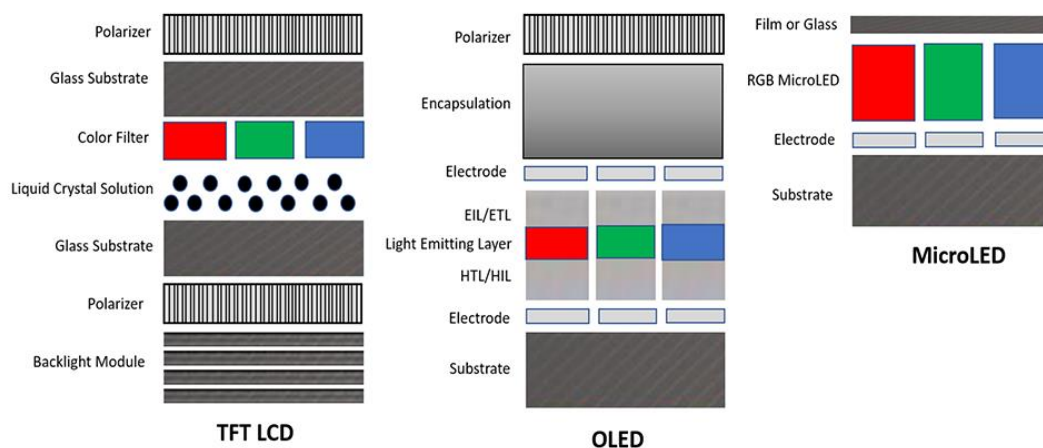 Polarizer
Glass Substrate
Color Filter
Liquid Crystal Solution
Glass Substrate
Polarizer
Backlight Module
TFT LCD
Polarizer
Encapsulation
Electrode
EIL/ETL
Light Emitting Layer
HTL/HIL
Electrode
Substrate
OLED
Film or Glass
RGB MicroLED
Electrode
Substrate
MicroLED